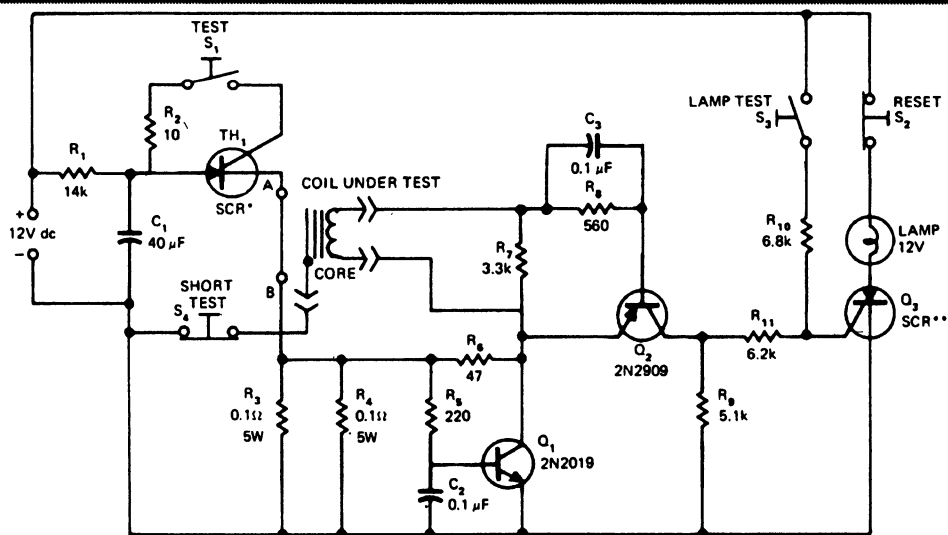 TEST
S1
R2
10
TH1
SCR*
A
R1
14k
+
12V dc
−
C1
40 μF
B
COIL UNDER TEST
CORE
SHORT
TEST
S4
C3
0.1 μF
R8
560
R7
3.3k
LAMP TEST
S3
RESET
S2
R10
6.8k
LAMP
12V
Q3
SCR**
R11
6.2k
Q2
2N2909
R6
47
R3
0.1Ω
5W
R4
0.1Ω
5W
R5
220
C2
0.1 μF
Q1
2N2019
R9
5.1k